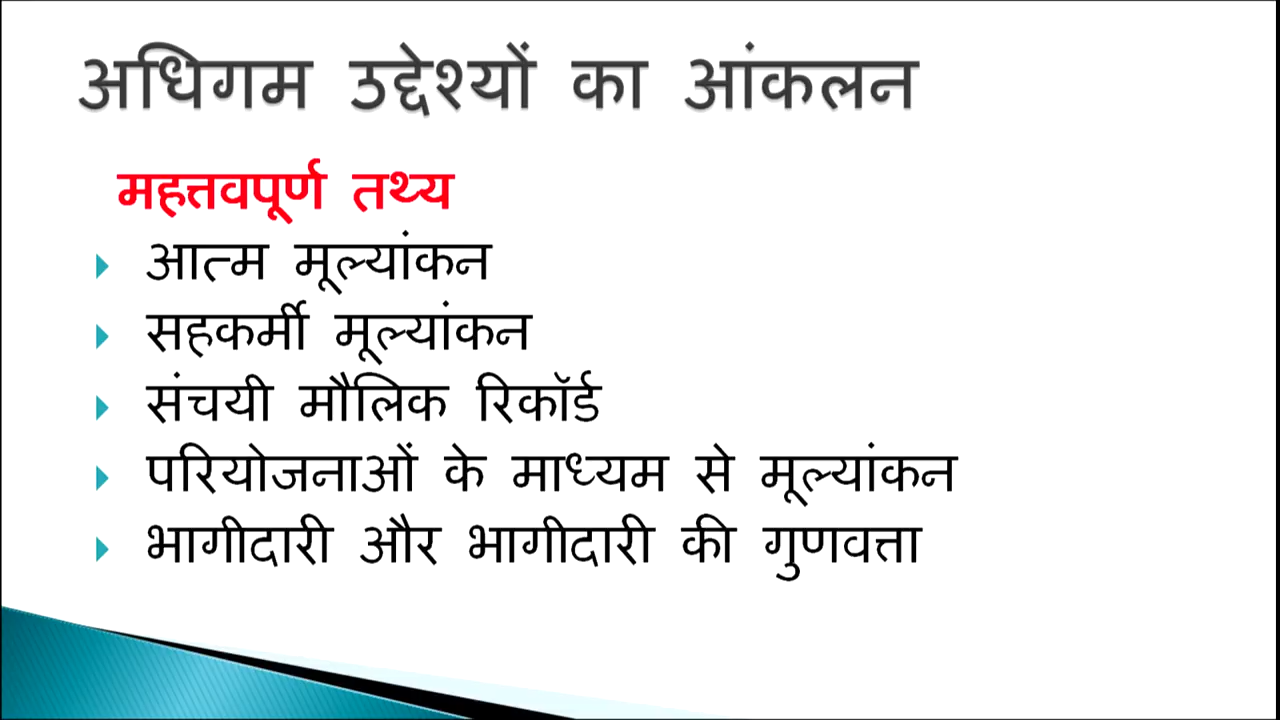 अधिगम उद्देश्यों का आंकलन
महत्तवपूर्ण तथ्य
आत्म मूल्यांकन
सहकर्मी मूल्यांकन
संचयी मौलिक रिकॉर्ड
परियोजनाओं के माध्यम से मूल्यांकन
भागीदारी और भागीदारी की गुणवत्ता